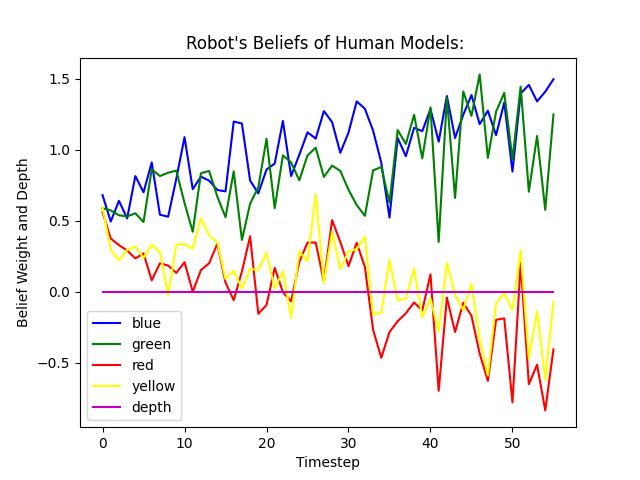 Robot's Beliefs of Human Models:
Belief Weight and Depth
1.5
1.0
0.5
0.0
−0.5
blue
green
red
yellow
depth
0
10
20
30
40
50
Timestep